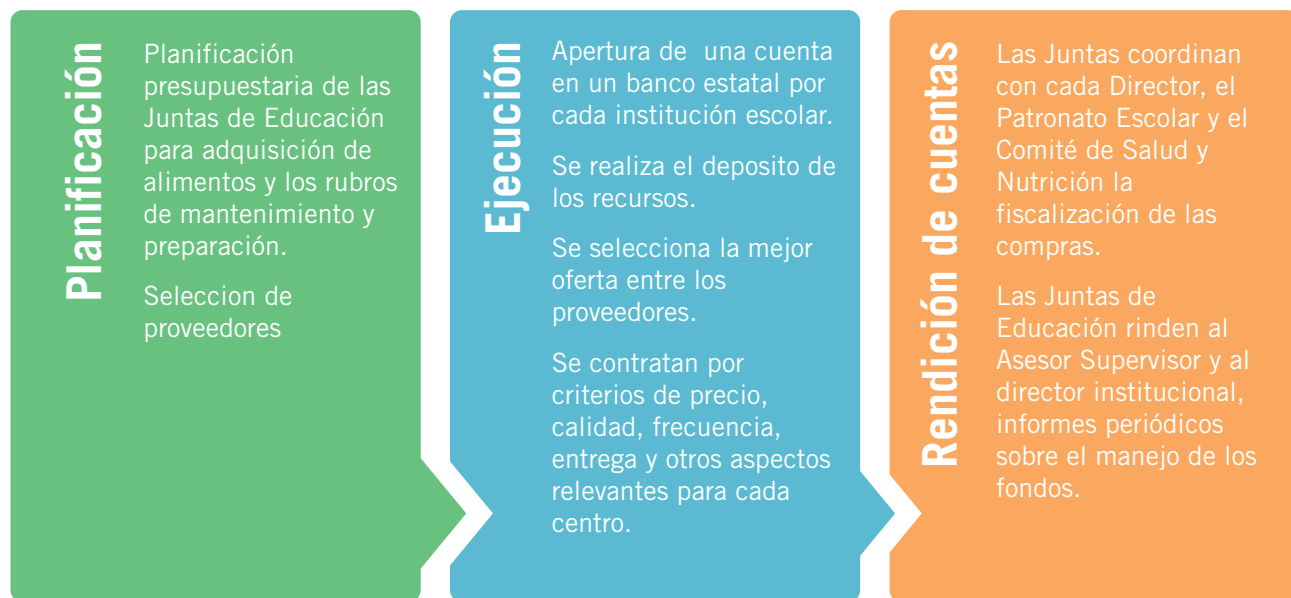 Planificación
Planificación
presupuestaria de las
Juntas de Educación
para adquisición de
alimentos y los rubros
de mantenimiento y
preparación.
Seleccion de
proveedores
Ejecución
Apertura de  una cuenta
en un banco estatal por
cada institución escolar.
Se realiza el deposito de
los recursos.
Se selecciona la mejor
oferta entre los
proveedores.
Se contratan por
criterios de precio,
calidad, frecuencia,
entrega y otros aspectos
relevantes para cada
centro.
Rendición de cuentas
Las Juntas coordinan
con cada Director, el
Patronato Escolar y el
Comité de Salud y
Nutrición la
fiscalización de las
compras.
Las Juntas de
Educación rinden al
Asesor Supervisor y al
director institucional,
informes periódicos
sobre el manejo de los
fondos.